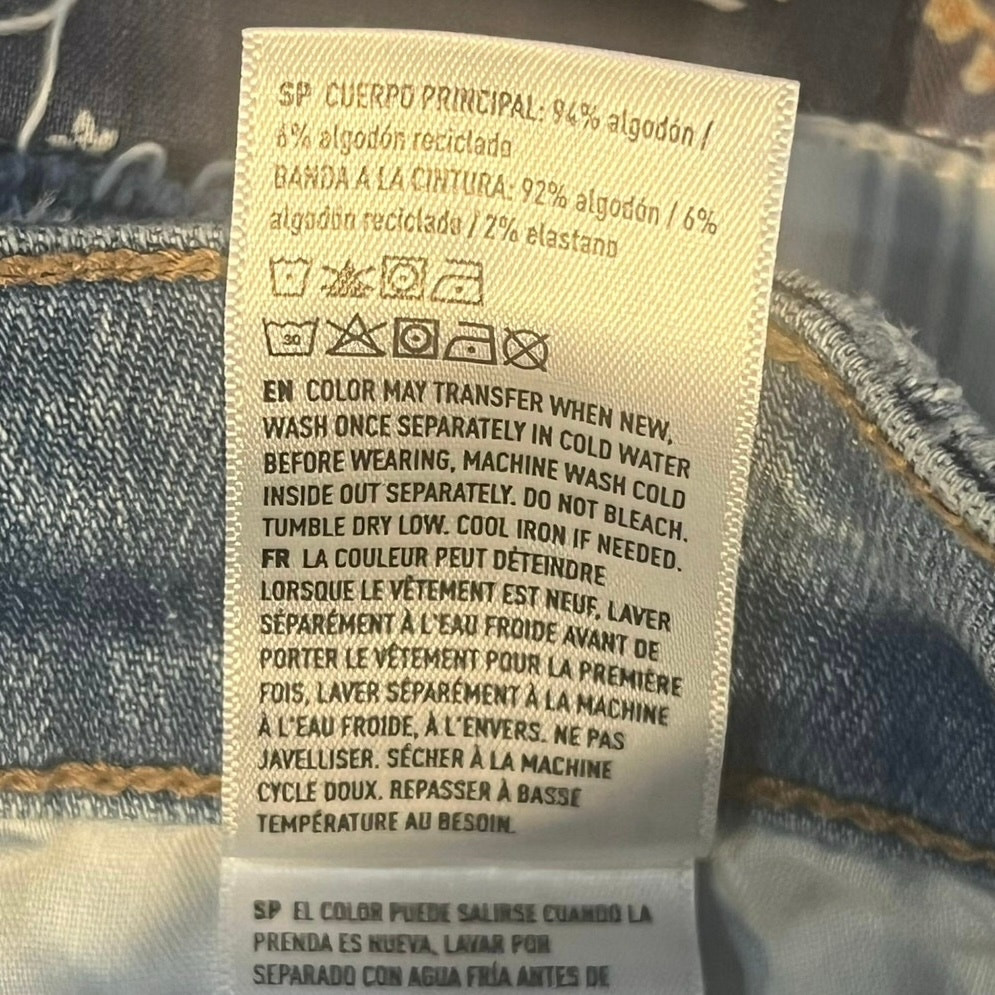 SP CUERPO PRINCIPAL: 94% algodón /
6% algodón reciclado
BANDA A LA CINTURA: 92% algodón / 6%
algodón reciclado / 2% elastano
30
EN COLOR MAY TRANSFER WHEN NEW,
WASH ONCE SEPARATELY IN COLD WATER
BEFORE WEARING, MACHINE WASH COLD
INSIDE OUT SEPARATELY. DO NOT BLEACH.
TUMBLE DRY LOW. COOL IRON IF NEEDED.
FR LA COULEUR PEUT DÉTEINDRE
LORSQUE LE VÊTEMENT EST NEUF, LAVER
SÉPARÉMENT À L'EAU FROIDE AVANT DE
PORTER LE VÊTEMENT POUR LA PREMIÈRE
FOIS, LAVER SÉPARÉMENT À LA MACHINE
À L'EAU FROIDE, À L'ENVERS. NE PAS
JAVELLISER. SÉCHER À LA MACHINE
CYCLE DOUX. REPASSER À BASSE
TEMPÉRATURE AU BESOIN.
SP EL COLOR PUEDE SALIRSE CUANDO LA
PRENDA ES NUEVA, LAVAR POR
SEPARADO CON AGUA FRÍA ANTES DE